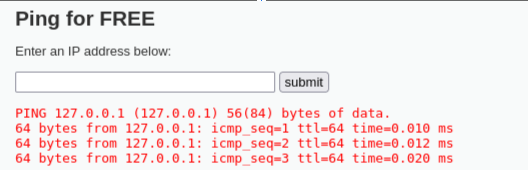 Ping for FREE
Enter an IP address below:
submit
PING 127.0.0.1 (127.0.0.1) 56(84) bytes of data.
64 bytes from 127.0.0.1: icmp_seq=1 ttl=64 time=0.010 ms
64 bytes from 127.0.0.1: icmp_seq=2 ttl=64 time=0.012 ms
64 bytes from 127.0.0.1: icmp_seq=3 ttl=64 time=0.020 ms